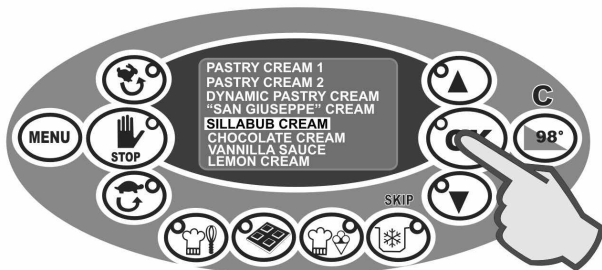 PASTRY CREAM 1
PASTRY CREAM 2
DYNAMIC PASTRY CREAM
“SAN GIUSEPPE” CREAM
SILLABUB CREAM
CHOCOLATE CREAM
VANNILLA SAUCE
LEMON CREAM
MENU
STOP
C
98°
SKIP